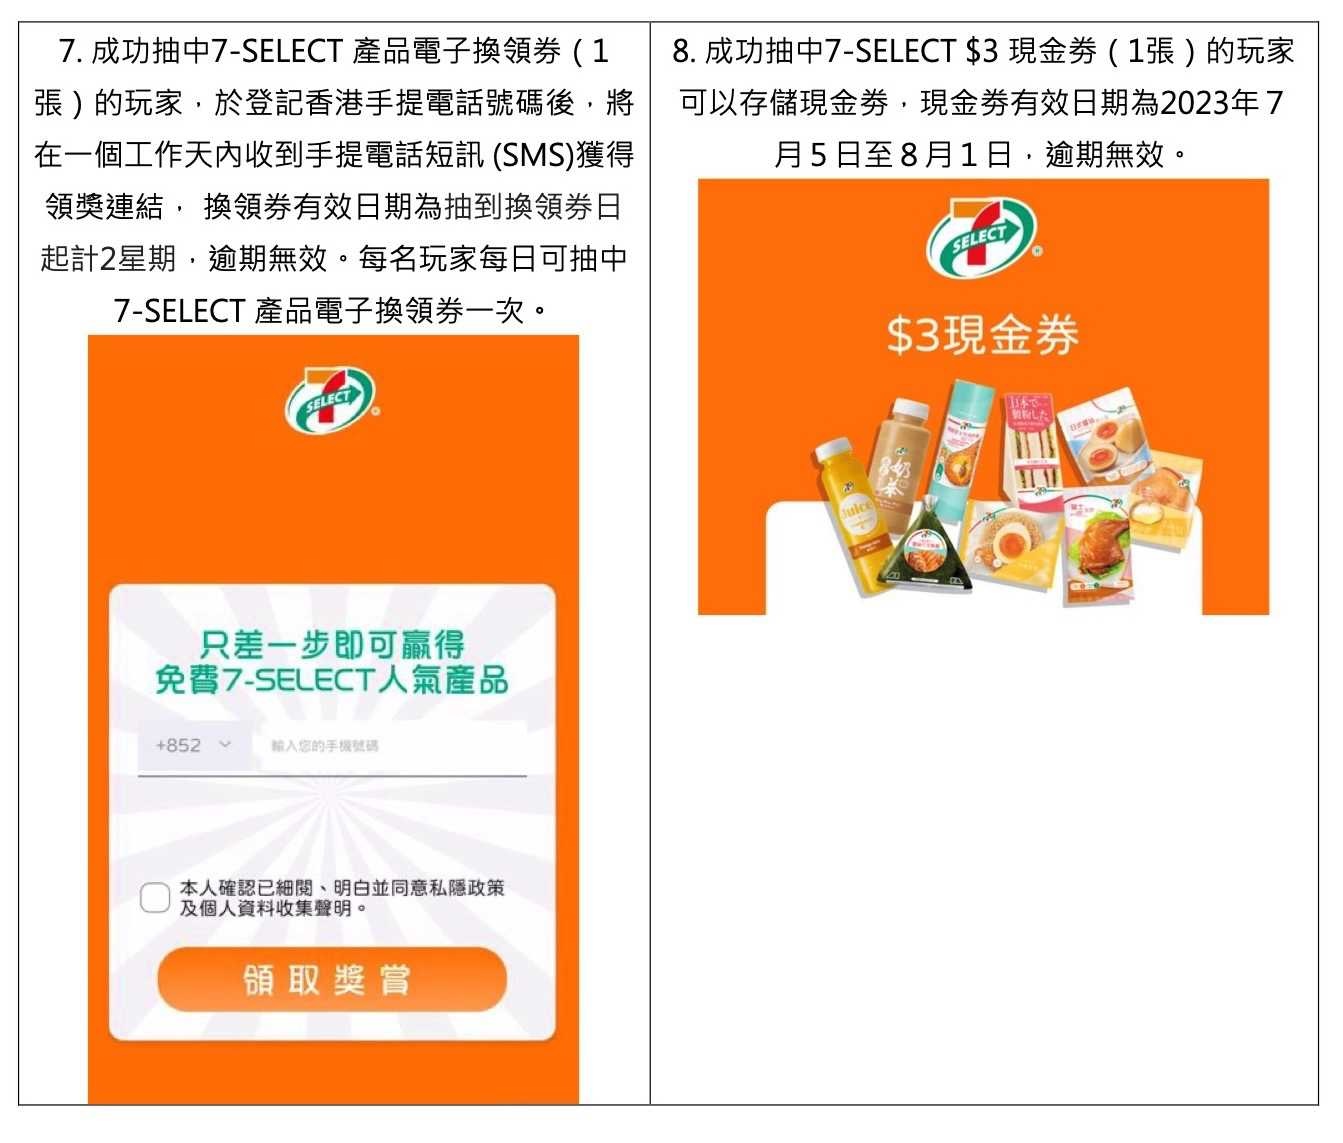 7. 成功抽中7-SELECT 產品電子換領券（1
張）的玩家，於登記香港手提電話號碼後，將
在一個工作天內收到手提電話短訊 (SMS)獲得
領獎連結， 換領券有效日期為抽到換領券日
起計2星期，逾期無效。每名玩家每日可抽中
7-SELECT 產品電子換領券一次。
SELECT
只差一步即可贏得
免費7-SELECT人氣產品
+852
輸入您的手機號碼
本人確認已細閱、明白並同意私隱政策
及個人資料收集聲明。
領取獎賞
8. 成功抽中7-SELECT $3 現金券（1張）的玩家
可以存儲現金券，現金券有效日期為2023年 7
月 5 日至 8 月 1 日，逾期無效。
SELECT
$3現金券
Juice
奶茶